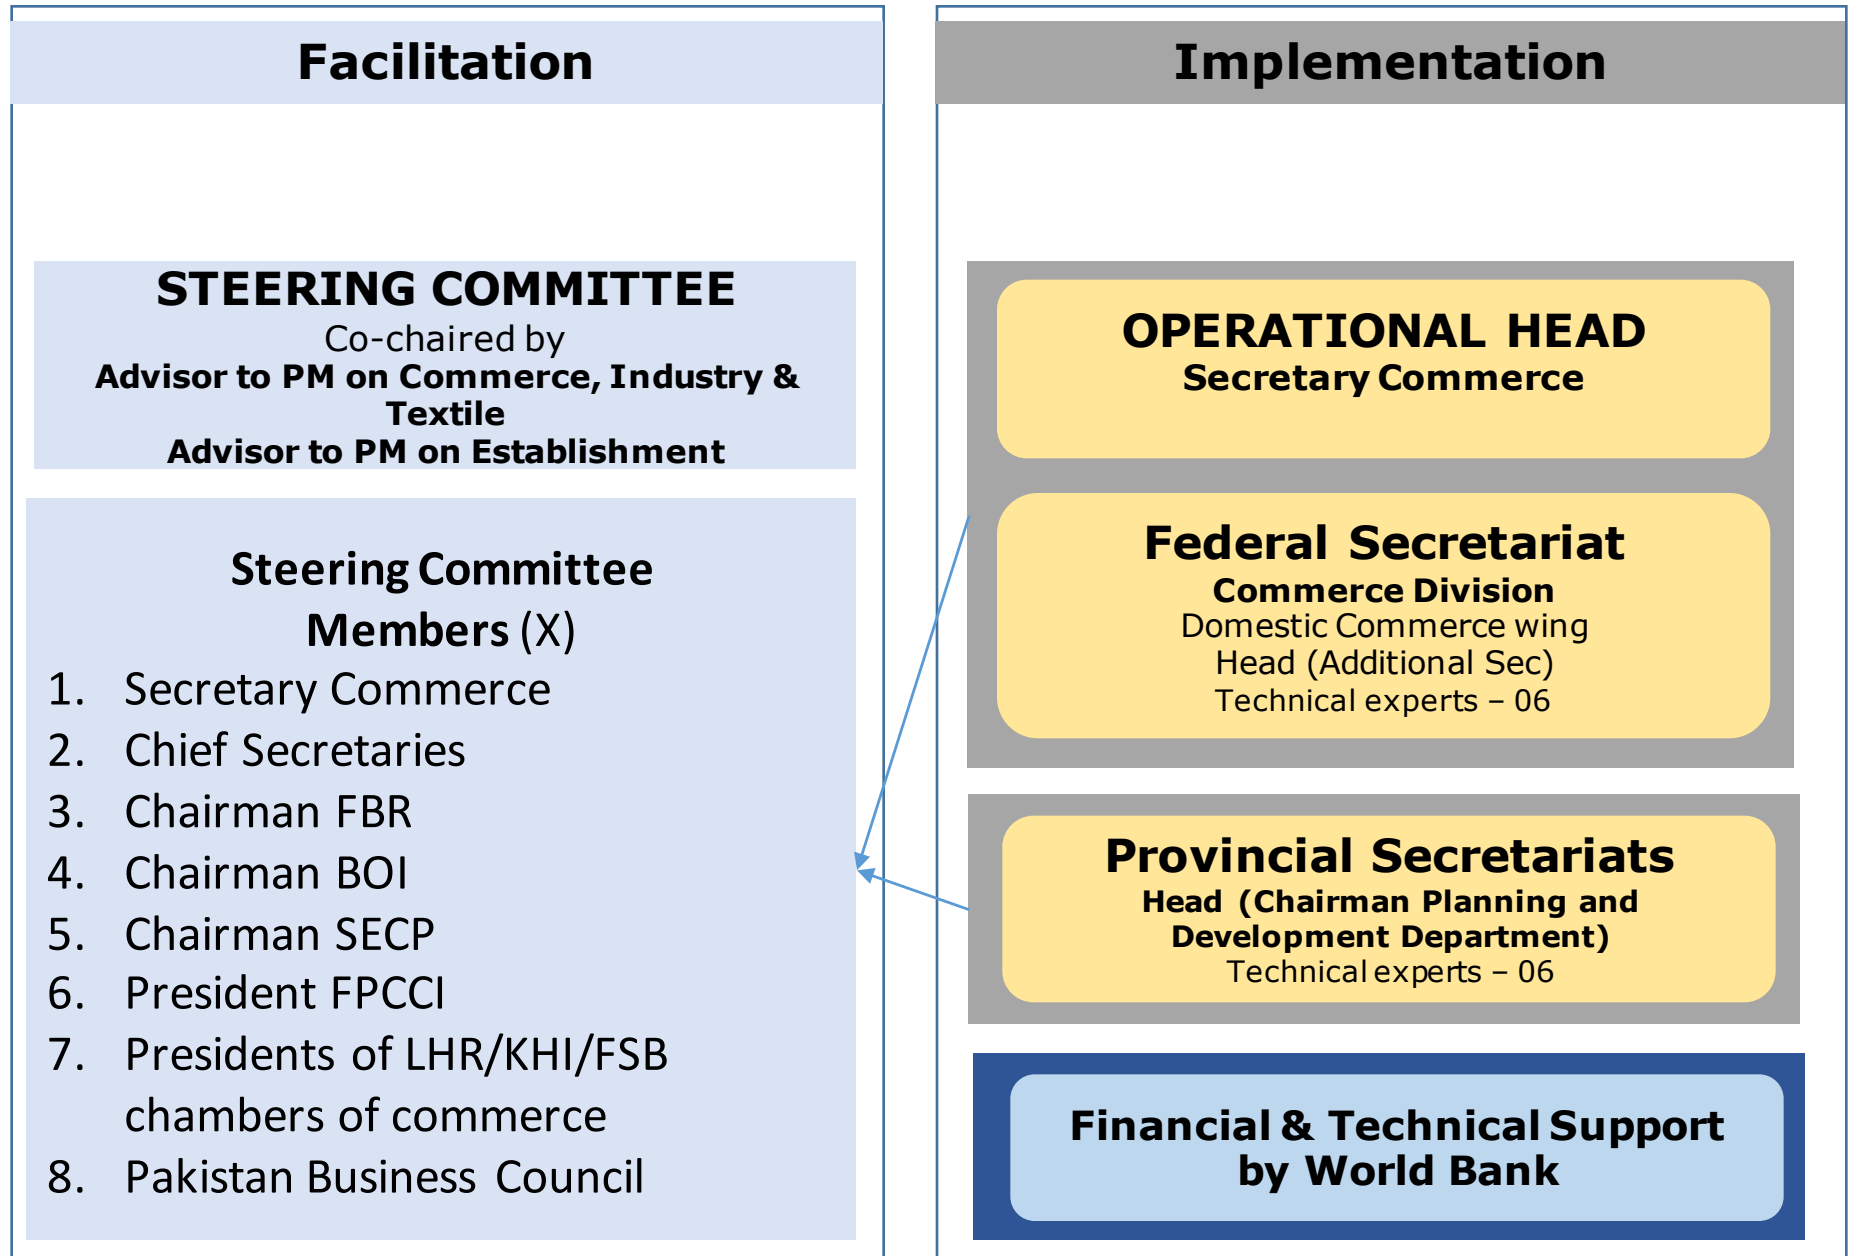 Facilitation
STEERING COMMITTEE
Co-chaired by
Advisor to PM on Commerce, Industry &
Textile
Advisor to PM on Establishment
Steering Committee
Members (X)
1. Secretary Commerce
2. Chief Secretaries
3. Chairman FBR
4. Chairman BOI
5. Chairman SECP
6. President FPCCI
7. Presidents of LHR/KHI/FSB
chambers of commerce
8. Pakistan Business Council
Implementation
OPERATIONAL HEAD
Secretary Commerce
Federal Secretariat
Commerce Division
Domestic Commerce wing
Head (Additional Sec)
Technical experts – 06
Provincial Secretariats
Head (Chairman Planning and
Development Department)
Technical experts – 06
Financial & Technical Support
by World Bank